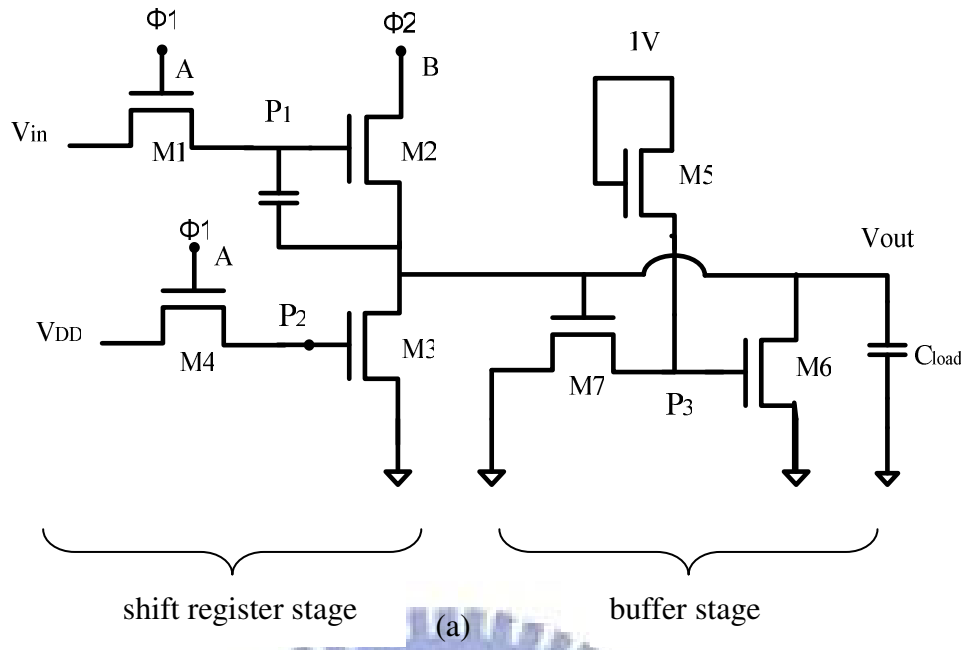 Φ1
Φ2
1V
A
B
Vin
P1
M1
M2
M5
Φ1
A
Vout
VDD
P2
M4
M3
M7
P3
M6
Cload
shift register stage
buffer stage
(a)